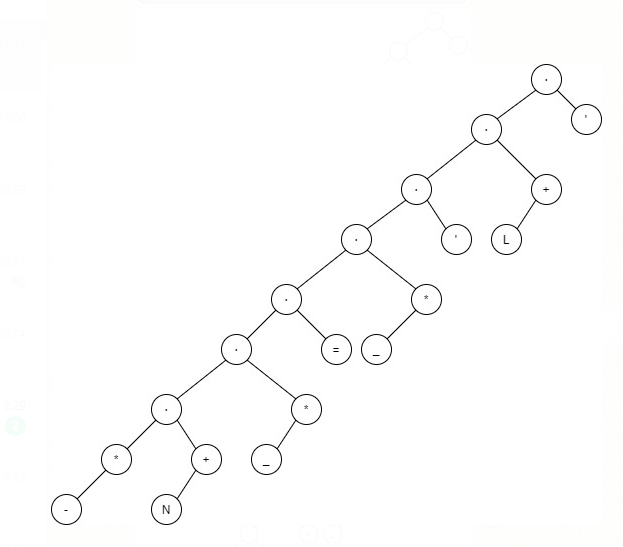 ·
· '
· +
· ' L
· *
· = _
· *
* + _
- N